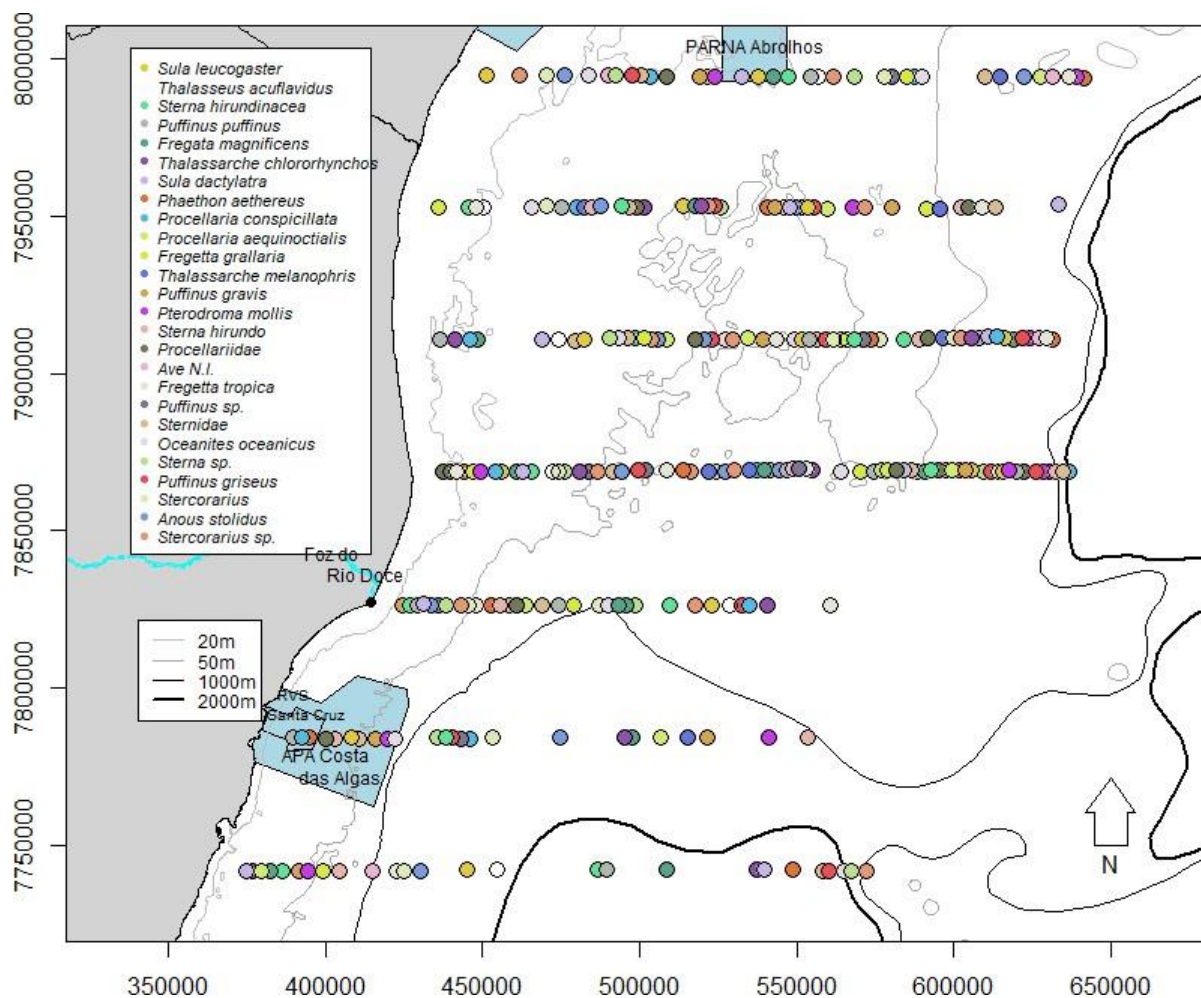 PARNA Abrolhos
Sula leucogaster
Thalasseus acuflavidus
Sterna hirundinacea
Puffinus puffinus
Fregata magnificens
Thalassarche chlororhynchos
Sula dactylatra
Phaethon aethereus
Procellaria conspicillata
Procellaria aequinoctialis
Fregetta grallaria
Thalassarche melanophris
Puffinus gravis
Pterodroma mollis
Sterna hirundo
Procellariidae
Ave N.I.
Fregetta tropica
Puffinus sp.
Sternidae
Oceanites oceanicus
Sterna sp.
Puffinus griseus
Stercorarius
Anous stolidus
Stercorarius sp.
Foz do
Rio Doce
20m
50m
1000m
2000m
RVS
Santa Cruz
APA Costa
das Algas
N
8000000
7950000
7900000
7850000
7800000
7750000
350000 400000 450000 500000 550000 600000 650000